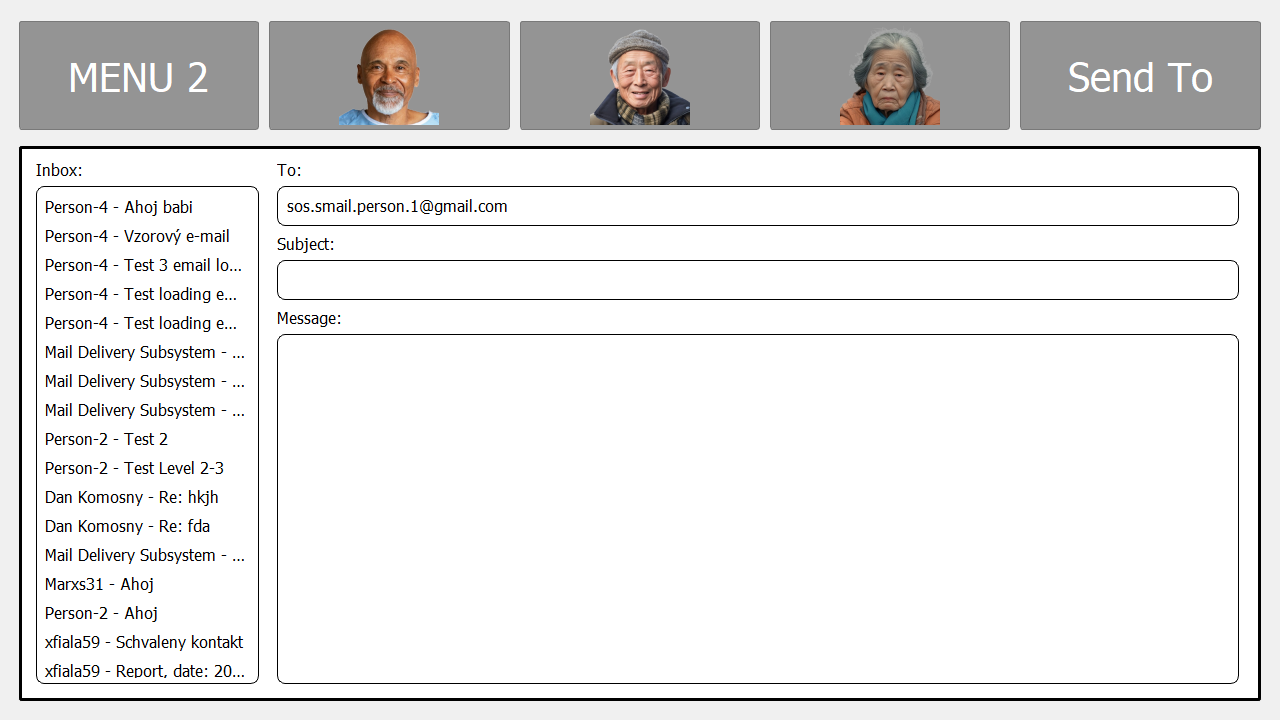 MENU 2
Send To
Inbox:
Person-4 - Ahoj babi
Person-4 - Vzorový e-mail
Person-4 - Test 3 email lo...
Person-4 - Test loading e...
Person-4 - Test loading e...
Mail Delivery Subsystem - ...
Mail Delivery Subsystem - ...
Mail Delivery Subsystem - ...
Person-2 - Test 2
Person-2 - Test Level 2-3
Dan Komosny - Re: hkjh
Dan Komosny - Re: fda
Mail Delivery Subsystem - ...
Marxs31 - Ahoj
Person-2 - Ahoj
xfiala59 - Schvaleny kontakt
xfiala59 - Report, date: 20...
To:
sos.smail.person.1@gmail.com
Subject:
Message: